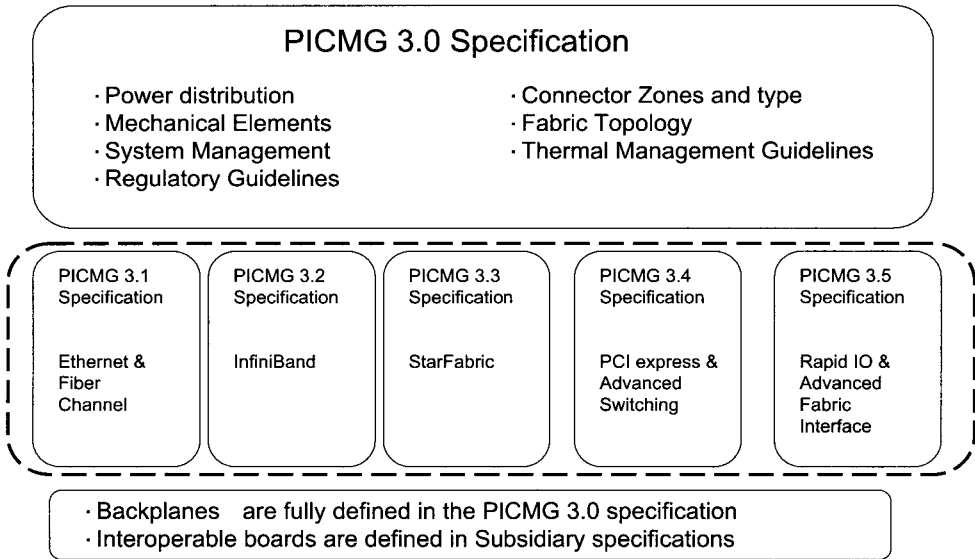 PICMG 3.0 Specification
· Power distribution
· Mechanical Elements
· System Management
· Regulatory Guidelines
· Connector Zones and type
· Fabric Topology
· Thermal Management Guidelines
PICMG 3.1
Specification
Ethernet &
Fiber
Channel
PICMG 3.2
Specification
InfiniBand
PICMG 3.3
Specification
StarFabric
PICMG 3.4
Specification
PCI express &
Advanced
Switching
PICMG 3.5
Specification
Rapid IO &
Advanced
Fabric
Interface
· Backplanes are fully defined in the PICMG 3.0 specification
· Interoperable boards are defined in Subsidiary specifications